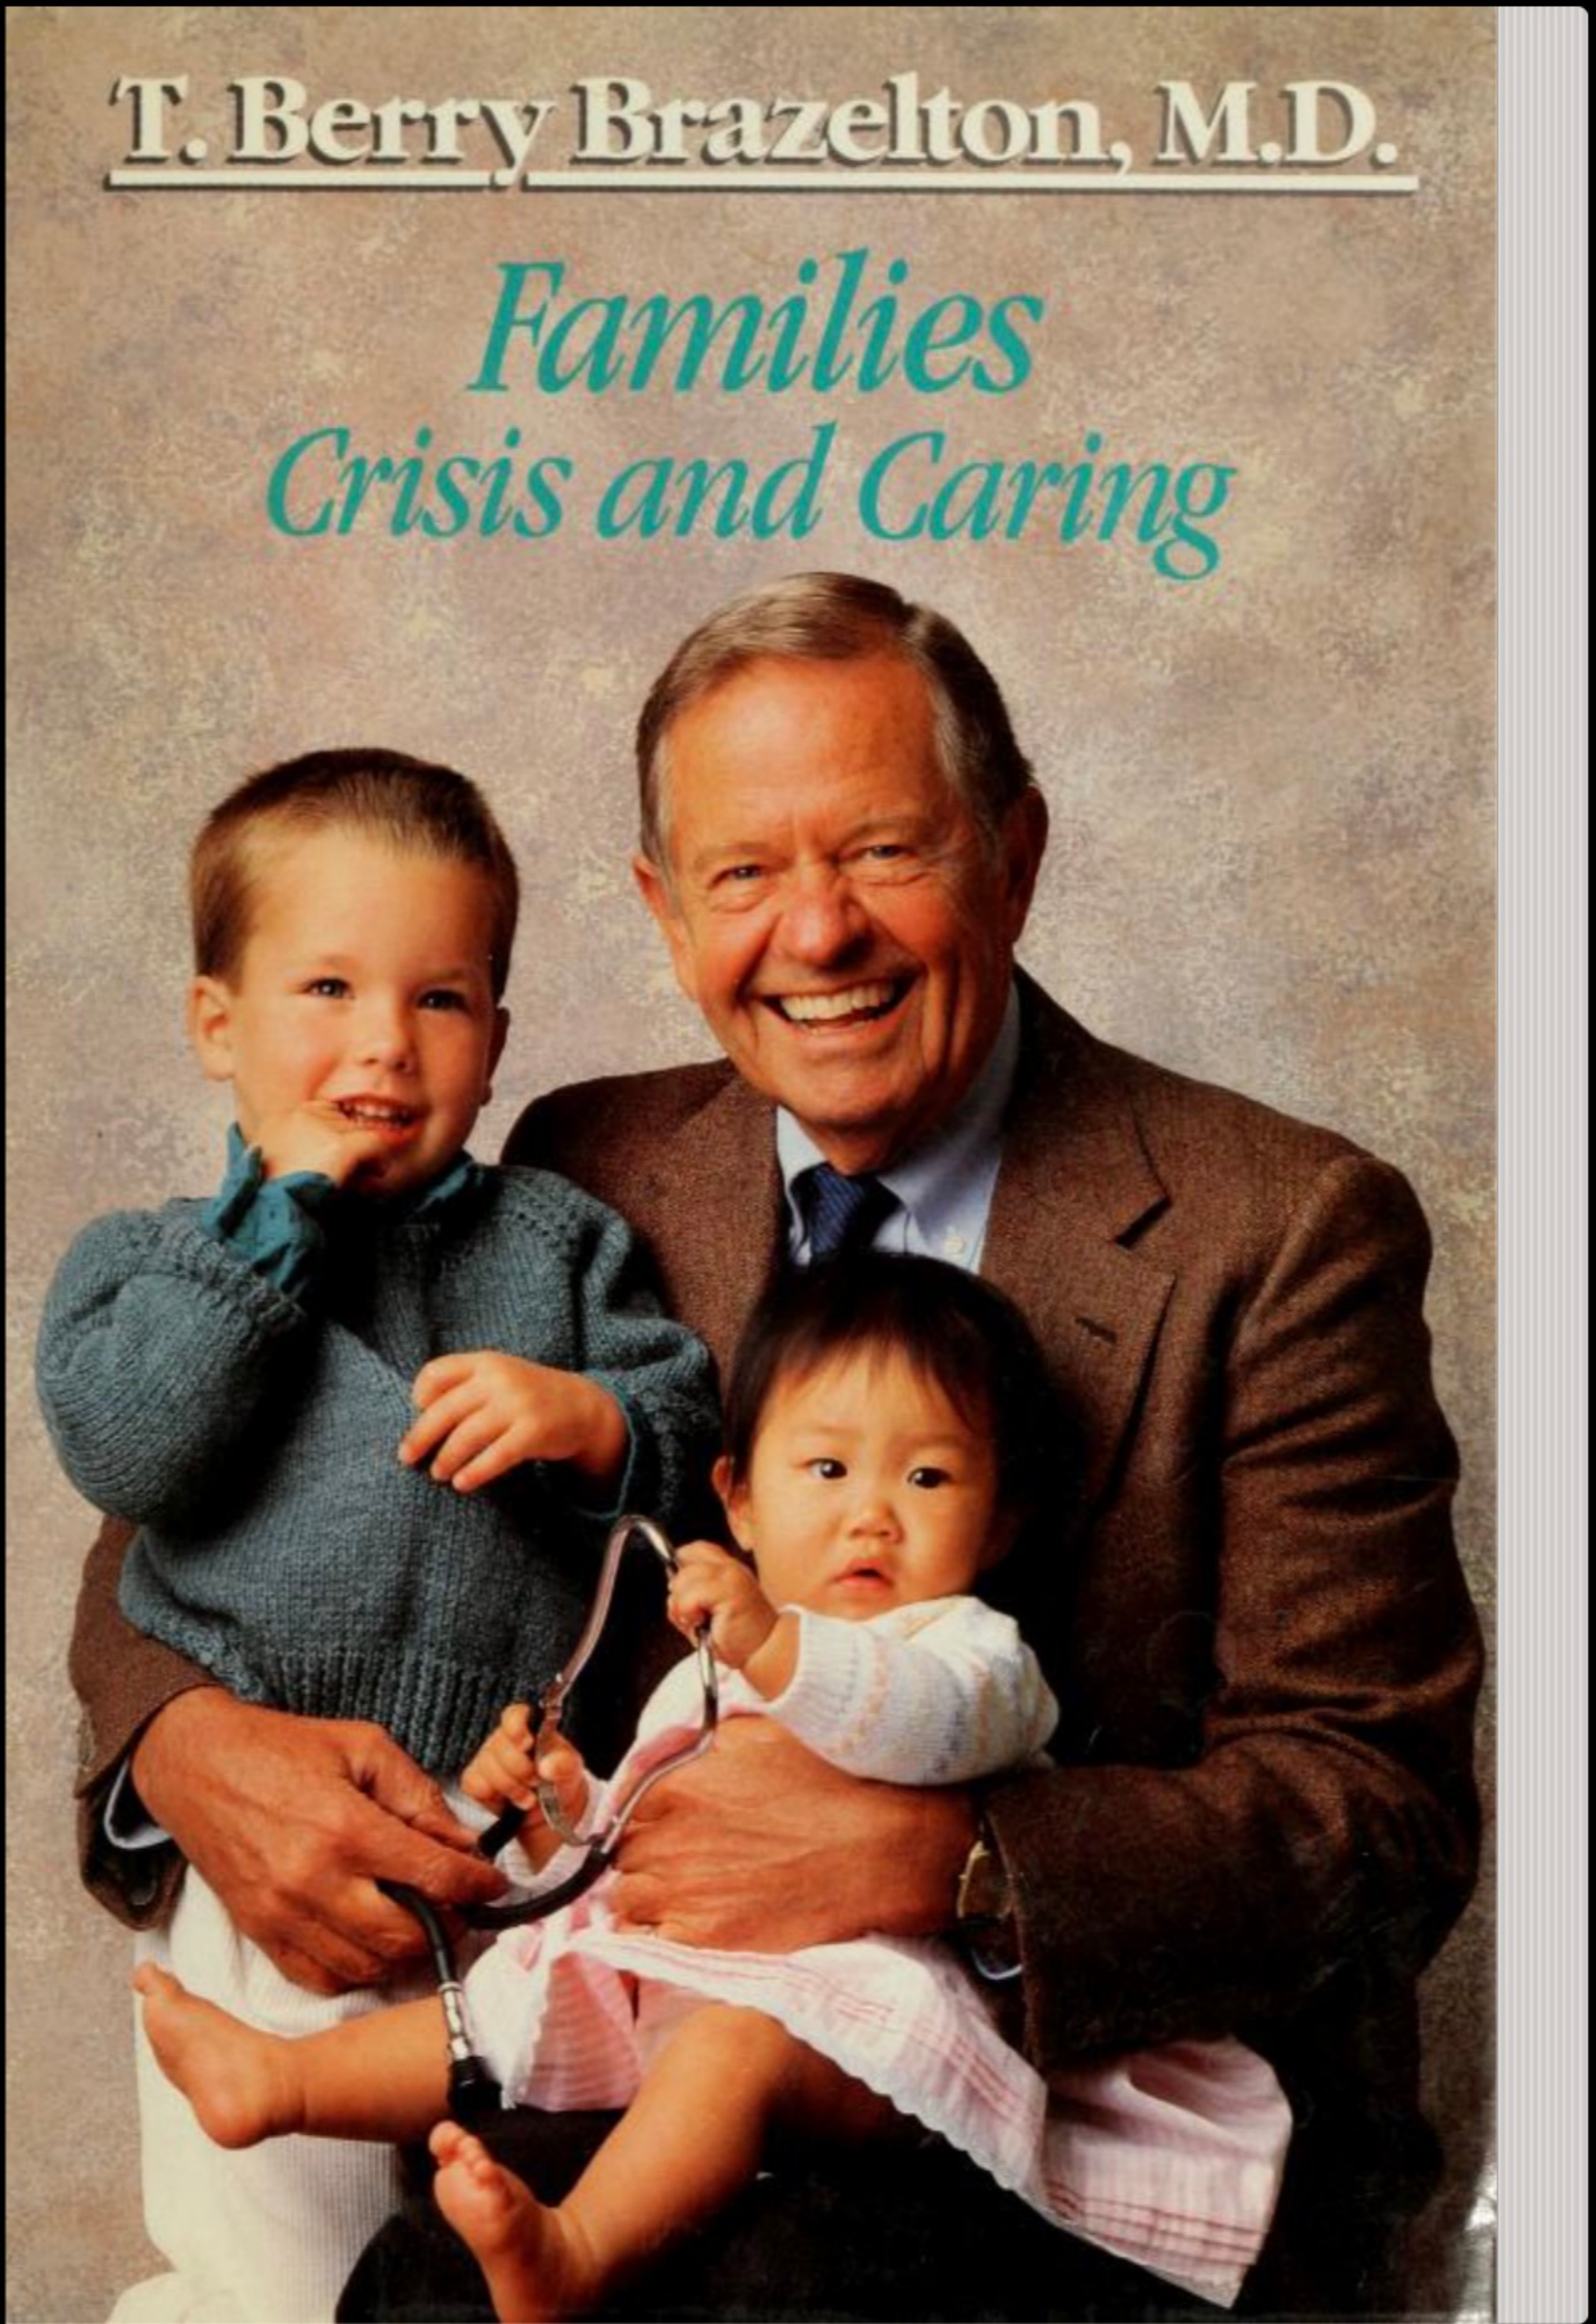 T. Berry Brazelton, M.D.
Families
Crisis and Caring